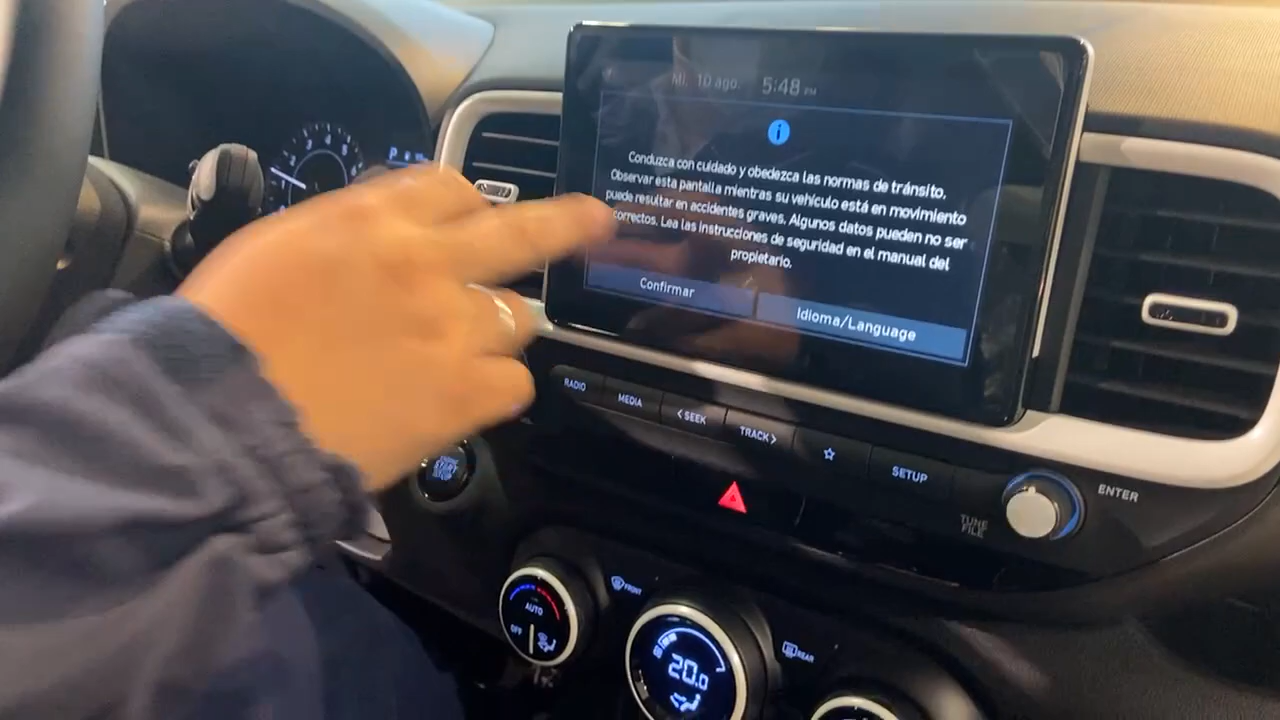 Mi. 10 ago. 5:48 PM
Conduzca con cuidado y obedezca las normas de tránsito.
Observar esta pantalla mientras su vehículo está en movimiento
puede resultar en accidentes graves. Algunos datos pueden no ser
correctos. Lea las instrucciones de seguridad en el manual del
propietario.
Confirmar
Idioma/Language
P
RADIO
MEDIA
SEEK
TRACK
SETUP
TUNE
FILE
ENTER
START
AUTO
OFF
FRONT
20.0
REAR